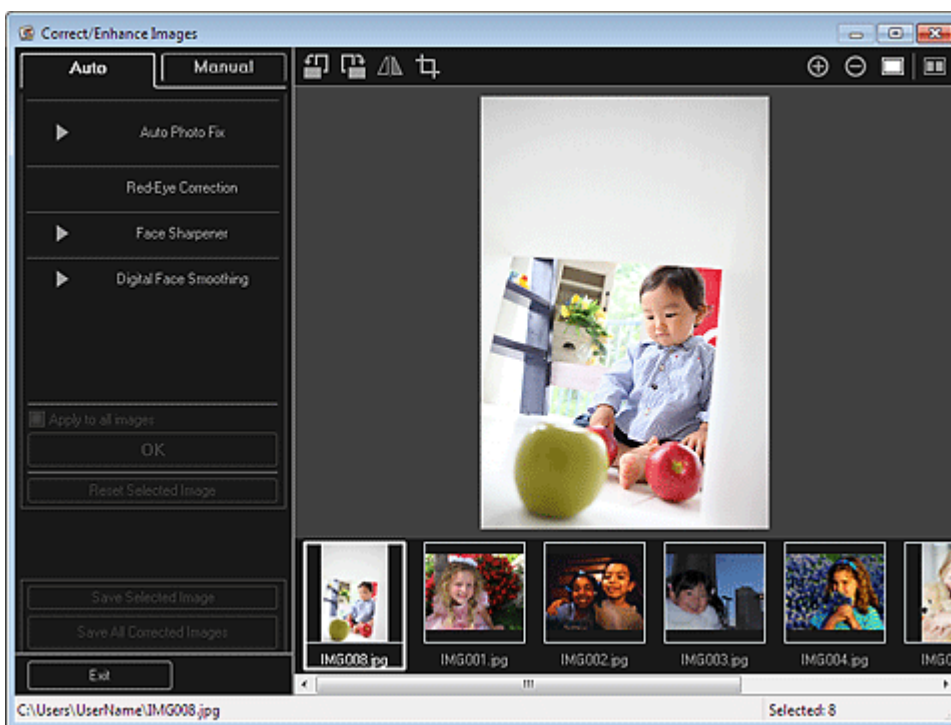 Correct/Enhance Images
Auto
Manual
Auto Photo Fix
Red-Eye Correction
Face Sharpener
Digital Face Smoothing
Apply to all images
OK
Reset Selected Image
Save Selected Image
Save All Corrected Images
Exit
IMG008.jpg
IMG001.jpg
IMG002.jpg
IMG003.jpg
IMG004.jpg
C:\Users\UserName\IMG008.jpg
Selected: 8